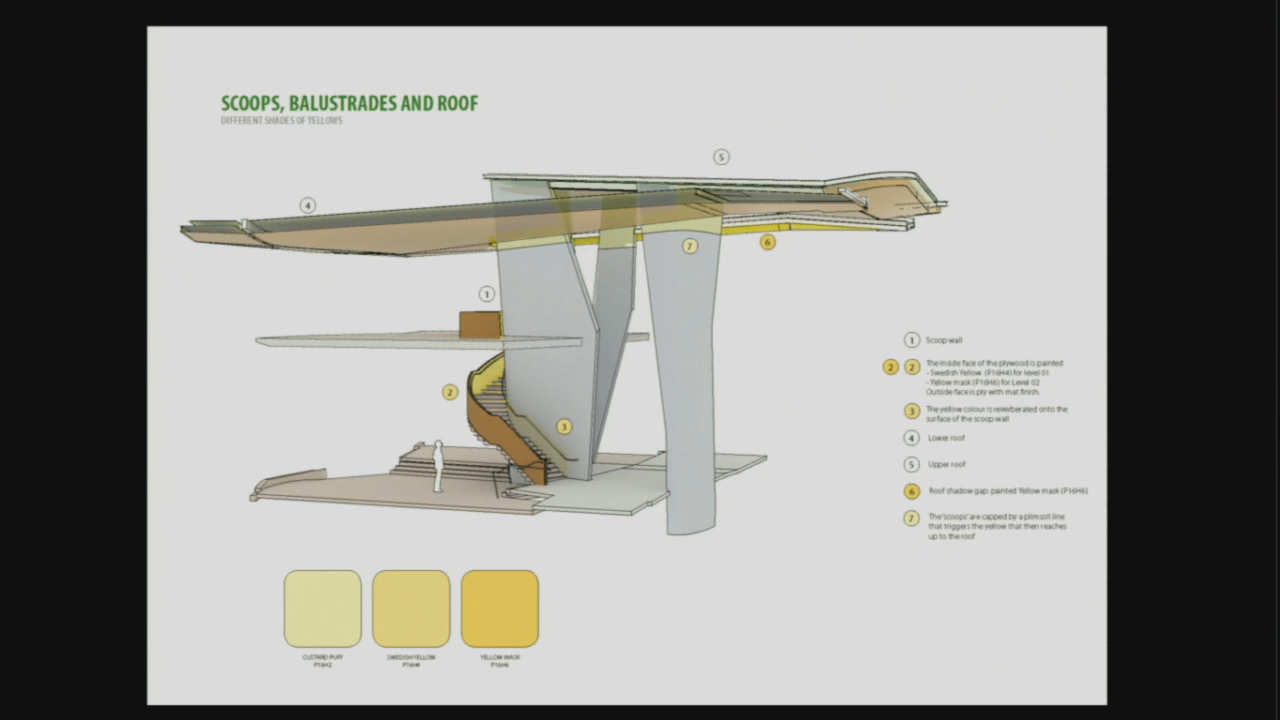 SCOOPS, BALUSTRADES AND ROOF
DIFFERENT SHADES OF YELLOWS
5
4
6
7
1
2
3
1 Scoop wall
2 2 The inside face of the plywood is painted
- Swedish Yellow (P16H4) for level 01
- Yellow mask (P16H6) for Level 02
Outside face is ply with mat finish.
3 The yellow colour is reverberated onto the
surface of the scoop wall
4 Lower roof
5 Upper roof
6 Roof shadow gap: painted Yellow mask (P16H6)
7 The 'scoops' are capped by a plimsoll line
that triggers the yellow that then reaches
up to the roof
CUSTARD PUFF
P16H2
SWEDISH YELLOW
P16H4
YELLOW MASK
P16H6